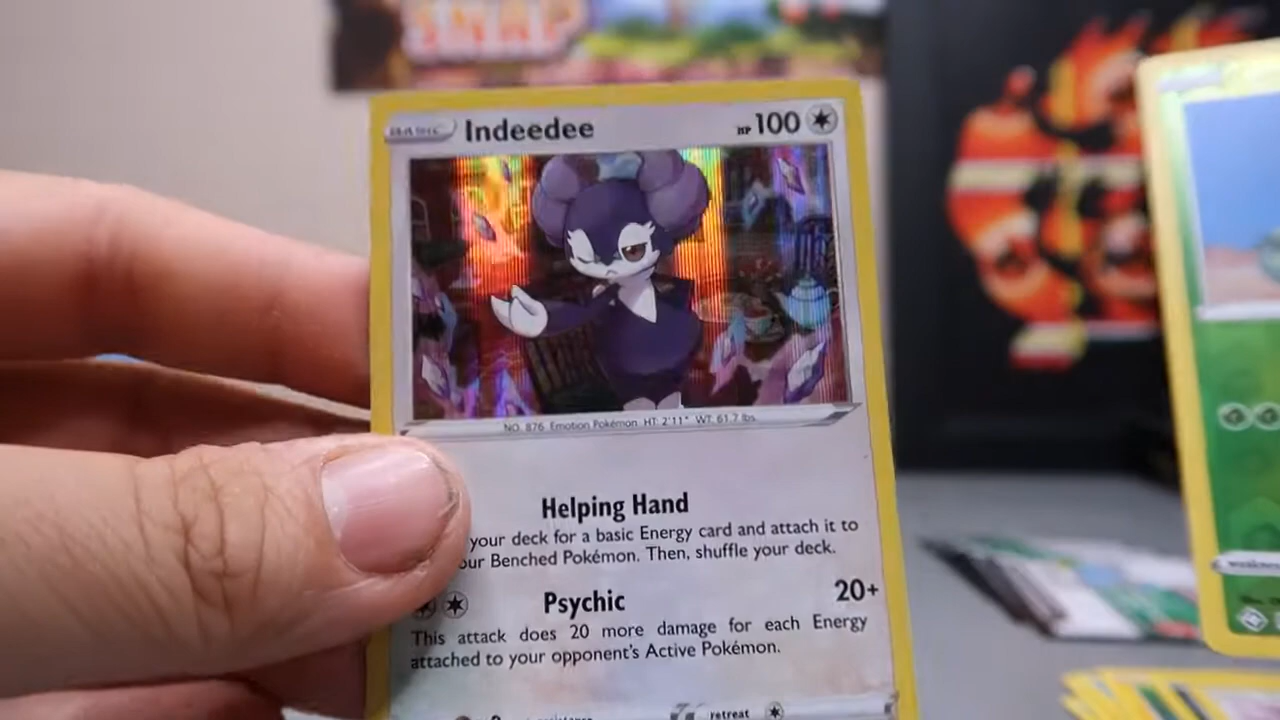 SNAP
BASIC Indeedee HP 100
NO. 876 Emotion Pokémon HT: 2'11" WT: 61.7 lbs.
Helping Hand
your deck for a basic Energy card and attach it to
Benched Pokémon. Then, shuffle your deck.
Psychic 20+
This attack does 20 more damage for each Energy
attached to your opponent's Active Pokémon.
retreat
weakness